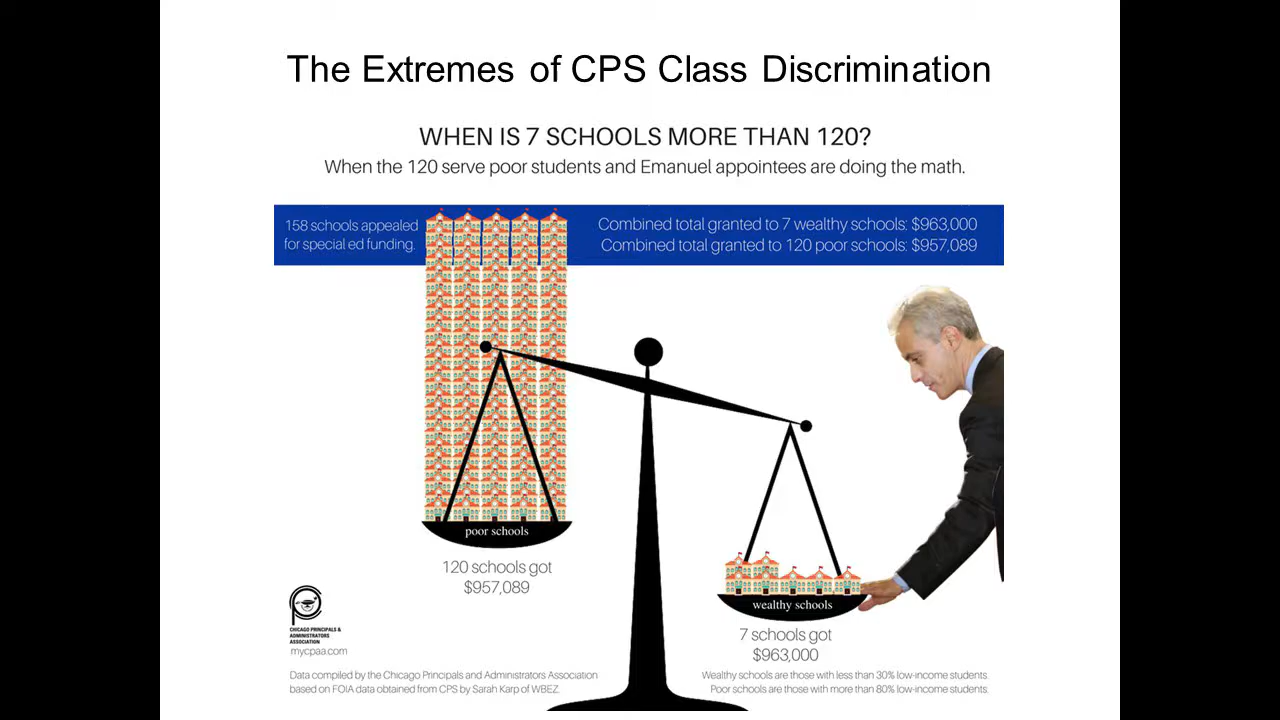 The Extremes of CPS Class Discrimination
WHEN IS 7 SCHOOLS MORE THAN 120?
When the 120 serve poor students and Emanuel appointees are doing the math.
158 schools appealed
for special ed funding.
Combined total granted to 7 wealthy schools: $963,000
Combined total granted to 120 poor schools: $957,089
poor schools
120 schools got
$957,089
wealthy schools
7 schools got
$963,000
CHICAGO PRINCIPALS &
ADMINISTRATORS
ASSOCIATION
mycpaa.com
Data compiled by the Chicago Principals and Administrators Association
based on FOIA data obtained from CPS by Sarah Karp of WBEZ.
Wealthy schools are those with less than 30% low-income students.
Poor schools are those with more than 80% low-income students.